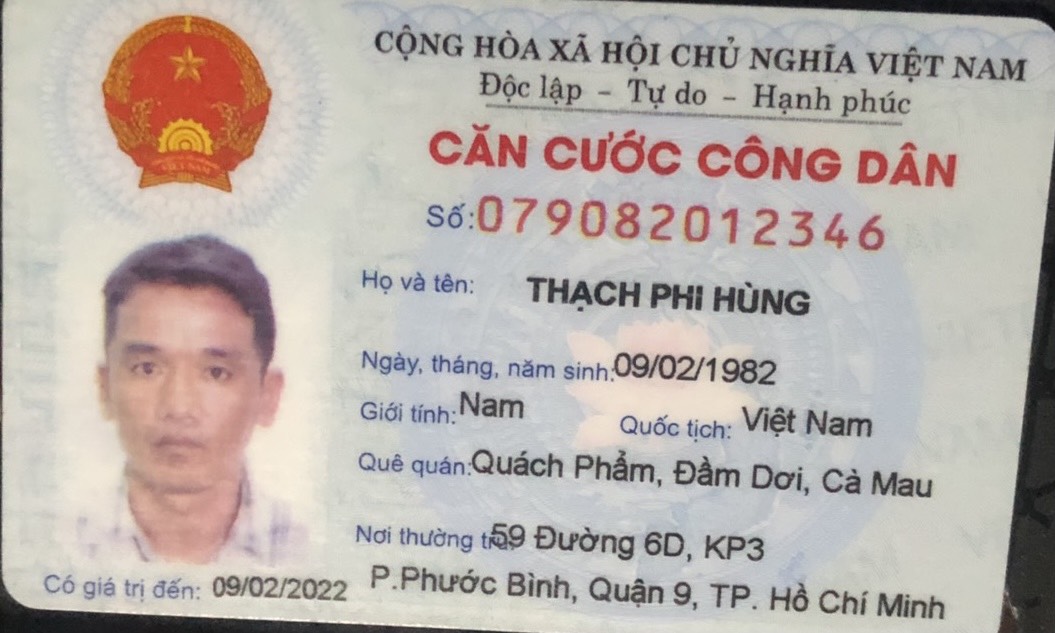 CỘNG HÒA XÃ HỘI CHỦ NGHĨA VIỆT NAM
Độc lập - Tự do - Hạnh phúc
CĂN CƯỚC CÔNG DÂN
Số: 079082012346
Họ và tên: THẠCH PHI HÙNG
Ngày, tháng, năm sinh: 09/02/1982
Giới tính: Nam Quốc tịch: Việt Nam
Quê quán: Quách Phẩm, Đầm Dơi, Cà Mau
Nơi thường trú: 59 Đường 6D, KP3
P.Phước Bình, Quận 9, TP. Hồ Chí Minh
Có giá trị đến: 09/02/2022
VIỆT NAM